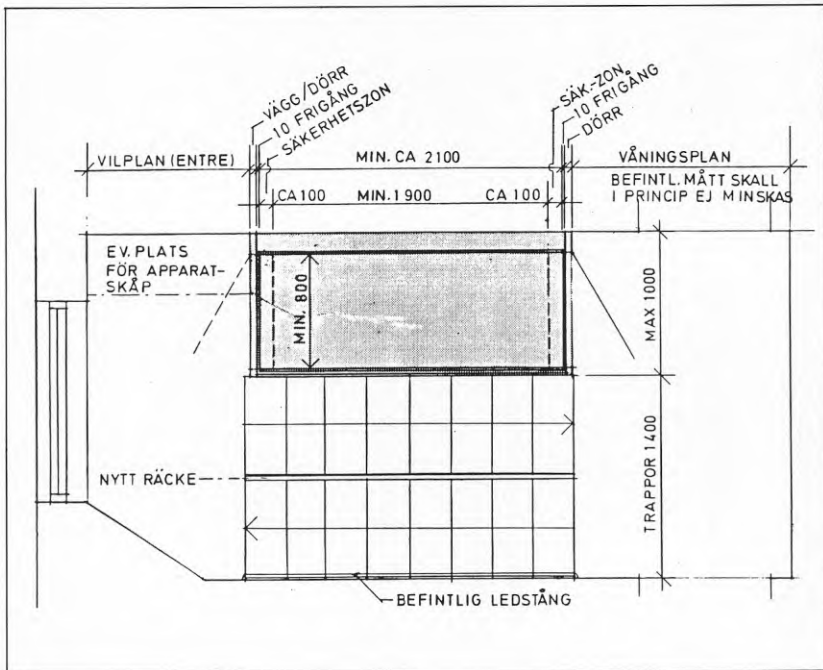 VÄGG/DÖRR
10 FRIGÅNG
SÄKERHETSZON
SÄK.-ZON
10 FRIGÅNG
DÖRR
VILPLAN (ENTRE)
MIN. CA 2100
VÅNINGSPLAN
BEFINTL. MÅTT SKALL
I PRINCIP EJ MINSKAS
CA 100
MIN. 1900
CA 100
EV. PLATS
FÖR APPARAT-
SKÅP
MIN. 800
MAX 1000
NYTT RÄCKE
TRAPPOR 1400
BEFINTLIG LEDSTÅNG